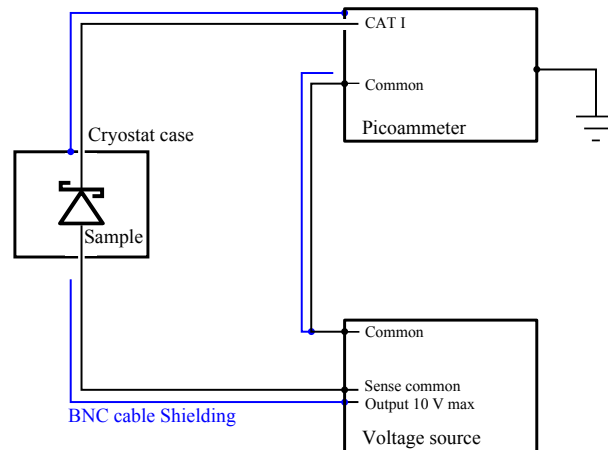 CAT I
Common
Picoammeter
Cryostat case
Sample
Common
Sense common
Output 10 V max
BNC cable Shielding
Voltage source